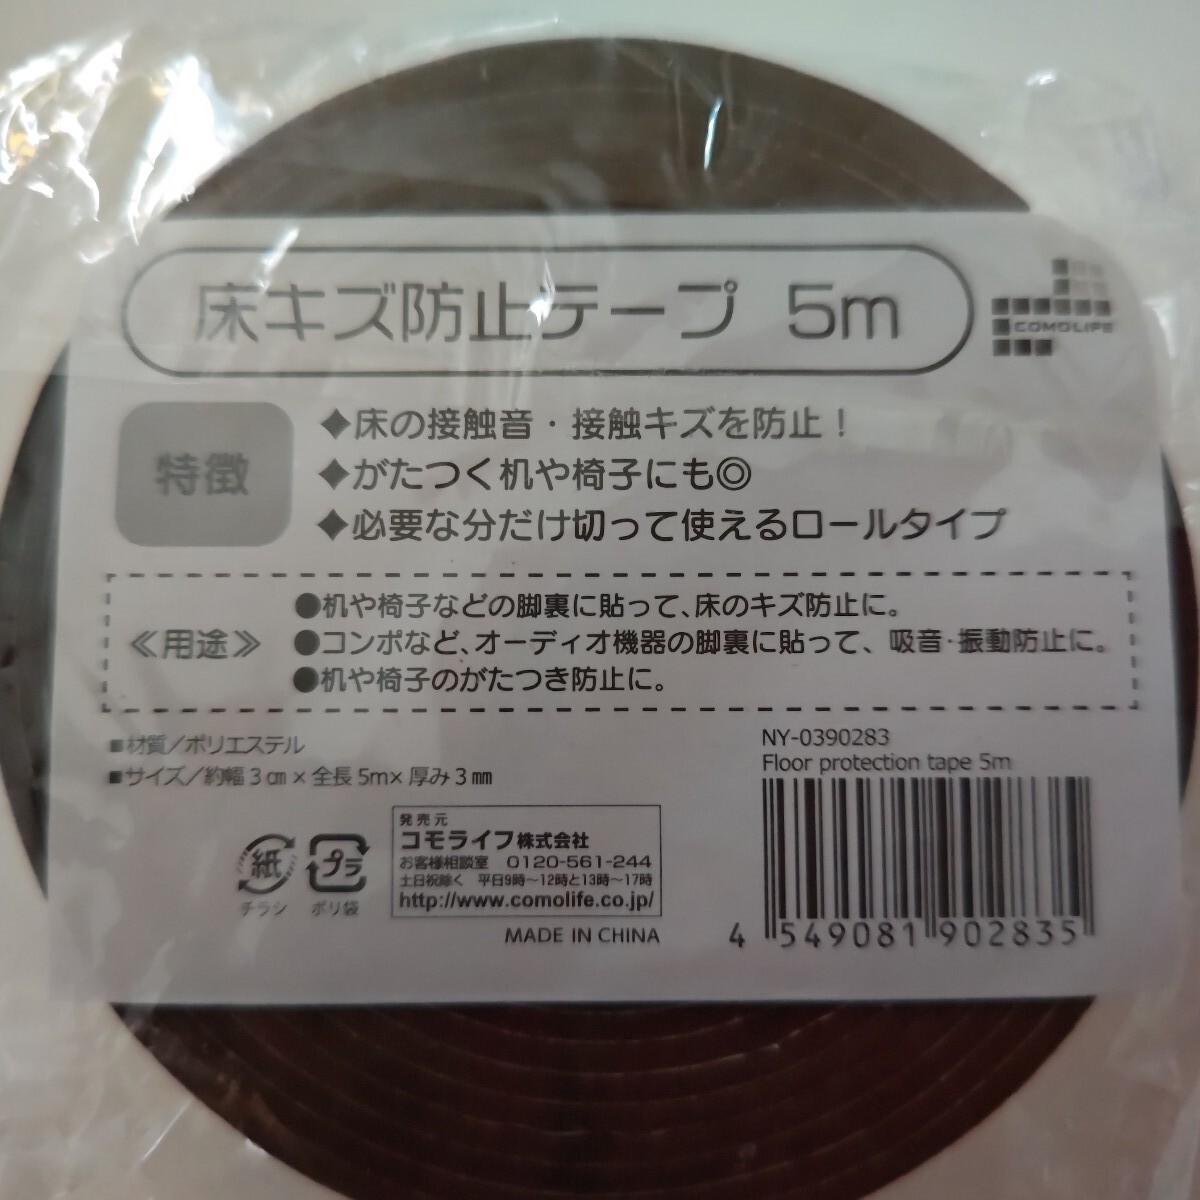 床キズ防止テープ 5m
COMOLIFE
特徴
◆床の接触音・接触キズを防止！
◆がたつく机や椅子にも◎
◆必要な分だけ切って使えるロールタイプ
≪用途≫
●机や椅子などの脚裏に貼って、床のキズ防止に。
●コンポなど、オーディオ機器の脚裏に貼って、吸音・振動防止に。
●机や椅子のがたつき防止に。
■材質／ポリエステル
■サイズ／約幅3㎝×全長5m×厚み3㎜
NY-0390283
Floor protection tape 5m
紙
チラシ
プラ
ポリ袋
発売元
コモライフ株式会社
お客様相談室 0120-561-244
土日祝除く 平日9時～12時と13時～17時
http://www.comolife.co.jp/
MADE IN CHINA
4 549081 902835